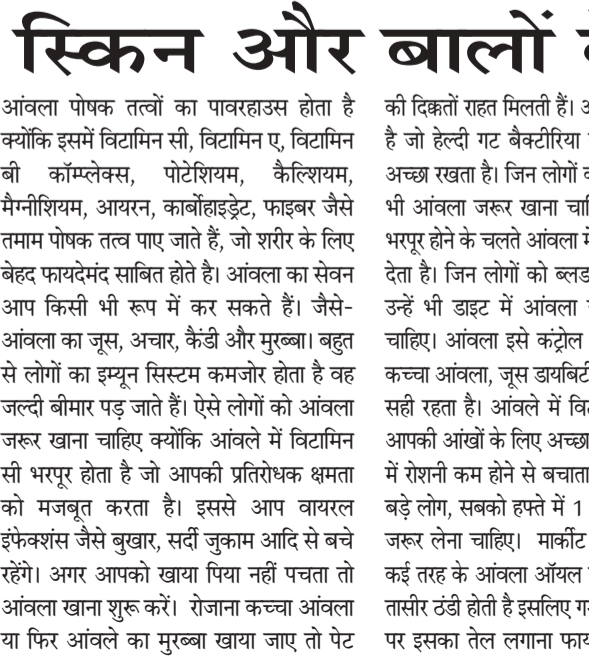 स्किन और बालों
आंवला पोषक तत्वों का पावरहाउस होता है
क्योंकि इसमें विटामिन सी, विटामिन ए, विटामिन
बी कॉम्प्लेक्स, पोटेशियम, कैल्शियम,
मैग्नीशियम, आयरन, कार्बोहाइड्रेट, फाइबर जैसे
तमाम पोषक तत्व पाए जाते हैं, जो शरीर के लिए
बेहद फायदेमंद साबित होते है। आंवला का सेवन
आप किसी भी रूप में कर सकते हैं। जैसे-
आंवला का जूस, अचार, कैंडी और मुरब्बा। बहुत
से लोगों का इम्यून सिस्टम कमजोर होता है वह
जल्दी बीमार पड़ जाते हैं। ऐसे लोगों को आंवला
जरूर खाना चाहिए क्योंकि आंवले में विटामिन
सी भरपूर होता है जो आपकी प्रतिरोधक क्षमता
को मजबूत करता है। इससे आप वायरल
इंफेक्शंस जैसे बुखार, सर्दी जुकाम आदि से बचे
रहेंगे। अगर आपको खाया पिया नहीं पचता तो
आंवला खाना शुरू करें। रोजाना कच्चा आंवला
या फिर आंवले का मुरब्बा खाया जाए तो पेट
की दिक्कतों राहत मिलती हैं।
है जो हेल्दी गट बैक्टीरिया
अच्छा रखता है। जिन लोगों
भी आंवला जरूर खाना
भरपूर होने के चलते आंवला
देता है। जिन लोगों को
उन्हें भी डाइट में आंवला
चाहिए। आंवला इसे कंट्रोल
कच्चा आंवला, जूस
सही रहता है। आंवले में
आपकी आंखों के लिए अच्छा
में रोशनी कम होने से बचाता
बड़े लोग, सबको हफ्ते में 1
जरूर लेना चाहिए। मार्कीट
कई तरह के आंवला ऑयल
तासीर ठंडी होती है इसलिए
पर इसका तेल लगाना